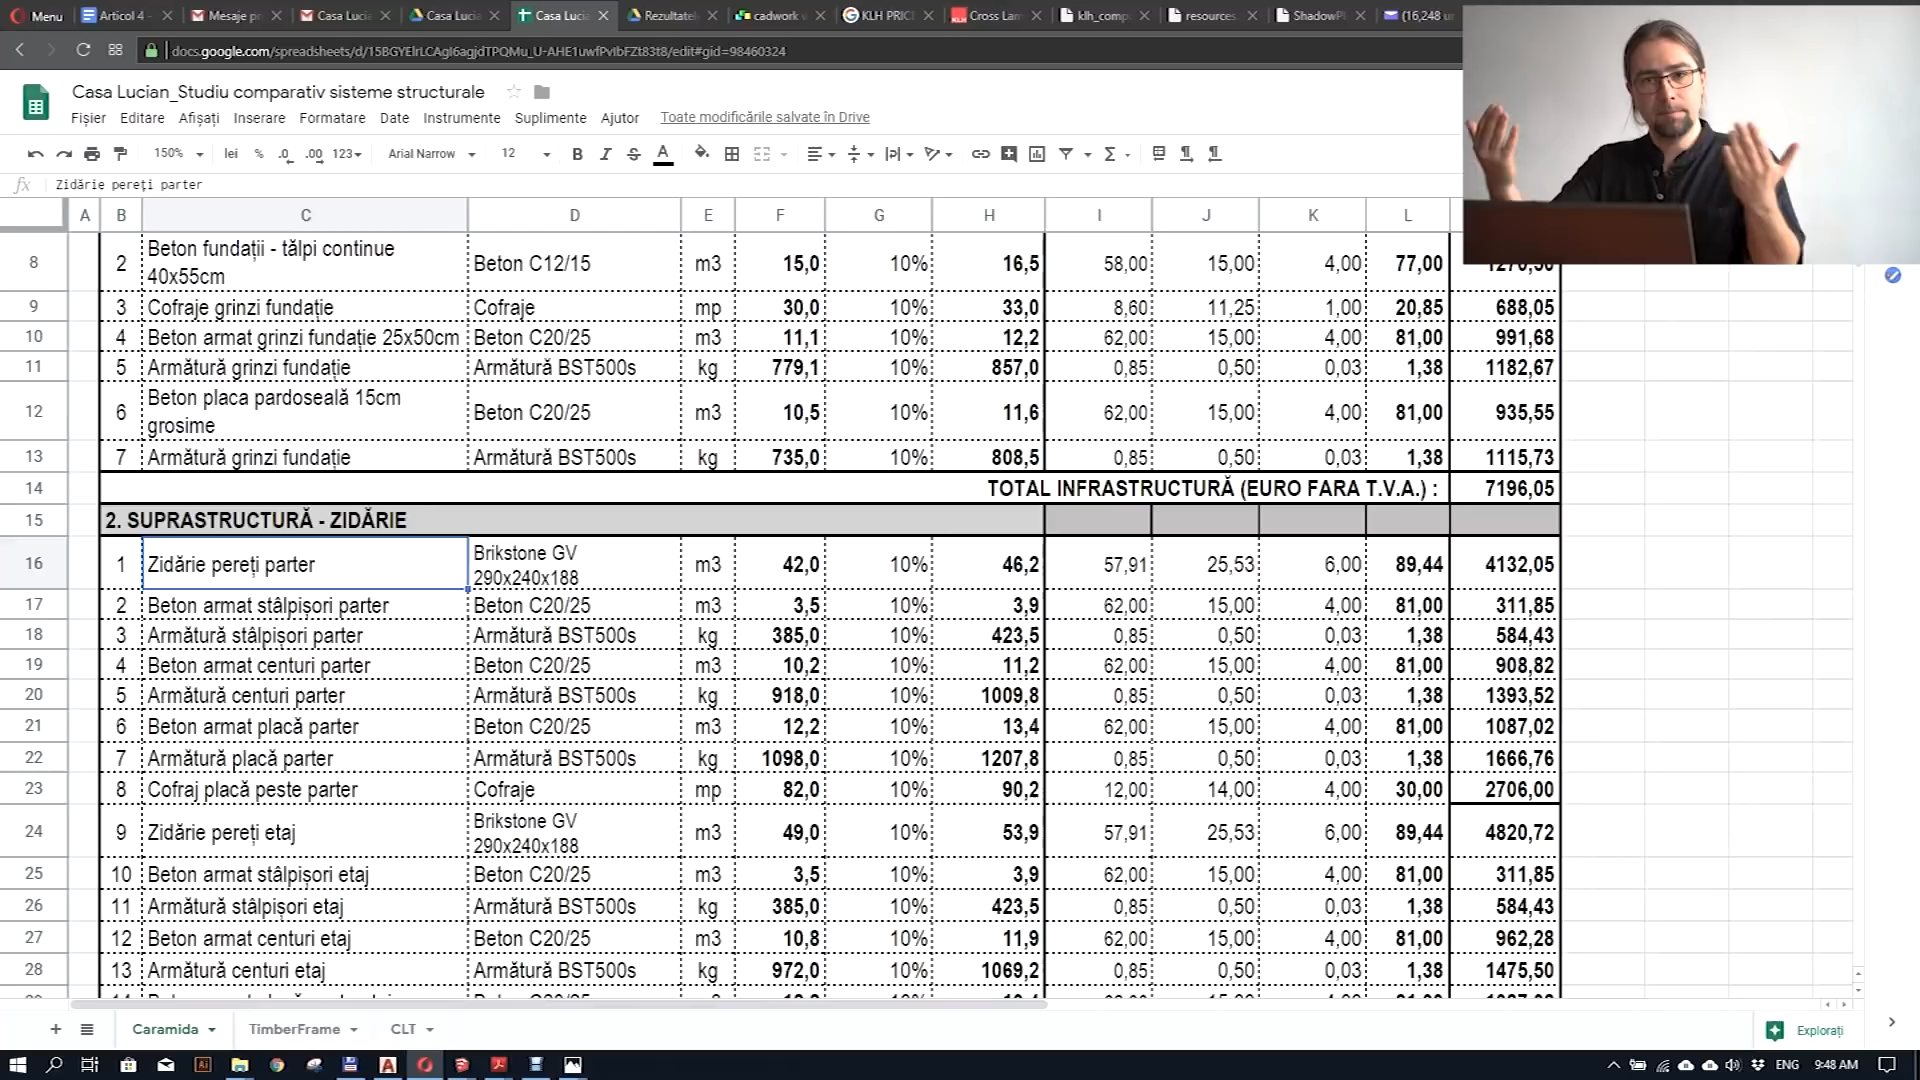 Menu Articol 4 - Mesaje pr Casa Lucia Casa Lucia Casa Lucia Rezultate cadwork KLH PRIC Cross Lam klh_comp resources ShadowPl (16,248 u
docs.google.com/spreadsheets/d/15BGYElrLCAgI6agjdTPQMu_U-AHE1uwfPvIbFZt83t8/edit#gid=98460324
Casa Lucian_Studiu comparativ sisteme structurale
Fișier Editare Afișați Inserare Formatare Date Instrumente Suplimente Ajutor Toate modificările salvate în Drive
150% lei % .0 .00 123 Arial Narrow 12 B I S A
fx Zidărie pereți parter
A B C D E F G H I J K L
8 2 Beton fundații - tălpi continue 40x55cm Beton C12/15 m3 15,0 10% 16,5 58,00 15,00 4,00 77,00 1270,50
9 3 Cofraje grinzi fundație Cofraje mp 30,0 10% 33,0 8,60 11,25 1,00 20,85 688,05
10 4 Beton armat grinzi fundație 25x50cm Beton C20/25 m3 11,1 10% 12,2 62,00 15,00 4,00 81,00 991,68
11 5 Armătură grinzi fundație Armătură BST500s kg 779,1 10% 857,0 0,85 0,50 0,03 1,38 1182,67
12 6 Beton placa pardoseală 15cm grosime Beton C20/25 m3 10,5 10% 11,6 62,00 15,00 4,00 81,00 935,55
13 7 Armătură grinzi fundație Armătură BST500s kg 735,0 10% 808,5 0,85 0,50 0,03 1,38 1115,73
14 TOTAL INFRASTRUCTURĂ (EURO FARA T.V.A.) : 7196,05
15 2. SUPRASTRUCTURĂ - ZIDĂRIE
16 1 Zidărie pereți parter Brikstone GV 290x240x188 m3 42,0 10% 46,2 57,91 25,53 6,00 89,44 4132,05
17 2 Beton armat stâlpișori parter Beton C20/25 m3 3,5 10% 3,9 62,00 15,00 4,00 81,00 311,85
18 3 Armătură stâlpișori parter Armătură BST500s kg 385,0 10% 423,5 0,85 0,50 0,03 1,38 584,43
19 4 Beton armat centuri parter Beton C20/25 m3 10,2 10% 11,2 62,00 15,00 4,00 81,00 908,82
20 5 Armătură centuri parter Armătură BST500s kg 918,0 10% 1009,8 0,85 0,50 0,03 1,38 1393,52
21 6 Beton armat placă parter Beton C20/25 m3 12,2 10% 13,4 62,00 15,00 4,00 81,00 1087,02
22 7 Armătură placă parter Armătură BST500s kg 1098,0 10% 1207,8 0,85 0,50 0,03 1,38 1666,76
23 8 Cofraj placă peste parter Cofraje mp 82,0 10% 90,2 12,00 14,00 4,00 30,00 2706,00
24 9 Zidărie pereți etaj Brikstone GV 290x240x188 m3 49,0 10% 53,9 57,91 25,53 6,00 89,44 4820,72
25 10 Beton armat stâlpișori etaj Beton C20/25 m3 3,5 10% 3,9 62,00 15,00 4,00 81,00 311,85
26 11 Armătură stâlpișori etaj Armătură BST500s kg 385,0 10% 423,5 0,85 0,50 0,03 1,38 584,43
27 12 Beton armat centuri etaj Beton C20/25 m3 10,8 10% 11,9 62,00 15,00 4,00 81,00 962,28
28 13 Armătură centuri etaj Armătură BST500s kg 972,0 10% 1069,2 0,85 0,50 0,03 1,38 1475,50
Caramida TimberFrame CLT Explorați
ENG 9:48 AM